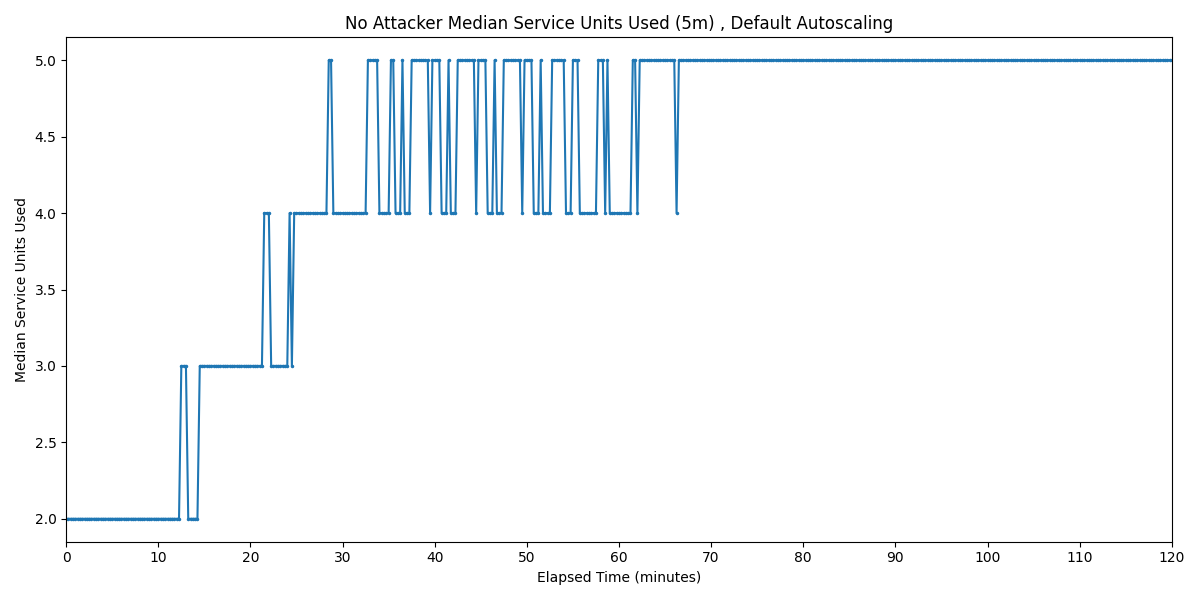 No Attacker Median Service Units Used (5m) , Default Autoscaling
Median Service Units Used
5.0
4.5
4.0
3.5
3.0
2.5
2.0
0 10 20 30 40 50 60 70 80 90 100 110 120
Elapsed Time (minutes)